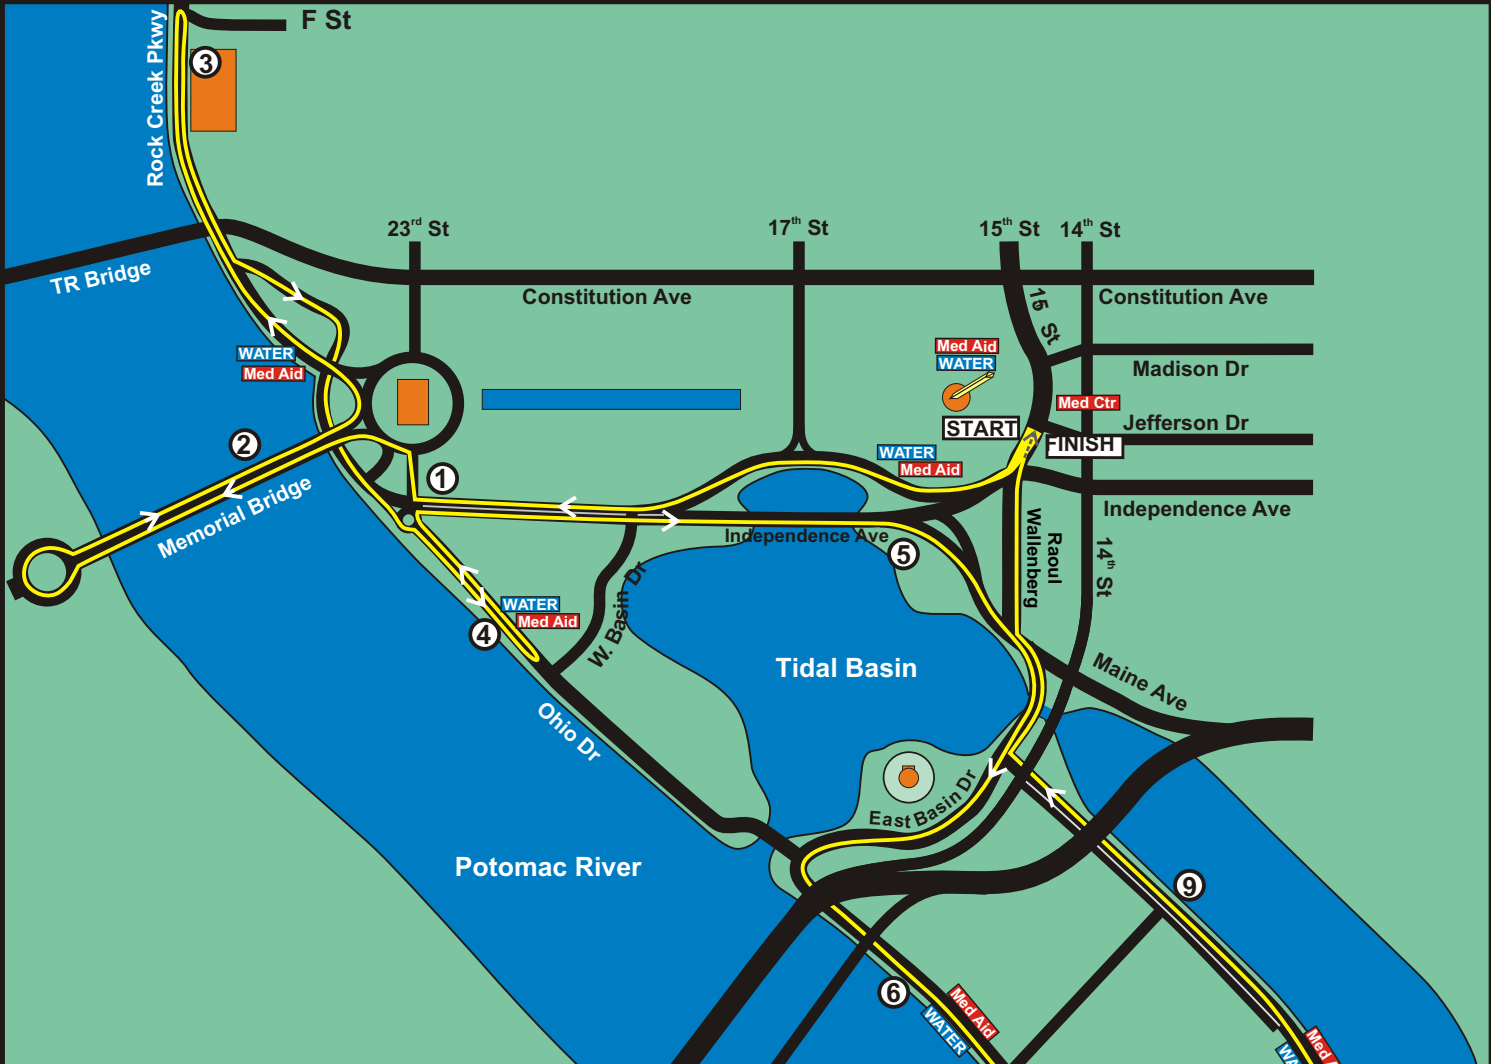 F St
Rock Creek Pkwy
3
23rd St
17th St
15th St
14th St
TR Bridge
Constitution Ave
Constitution Ave
15 St
Med Aid
WATER
WATER
Med Aid
Madison Dr
Med Ctr
Jefferson Dr
START
FINISH
2
WATER
Med Aid
1
Memorial Bridge
Independence Ave
Independence Ave
5
Raoul
Wallenberg
14th St
WATER
Med Aid
4
W. Basin Dr
Tidal Basin
Maine Ave
Ohio Dr
East Basin Dr
Potomac River
9
6
Med Aid
WATER
Med A
WA